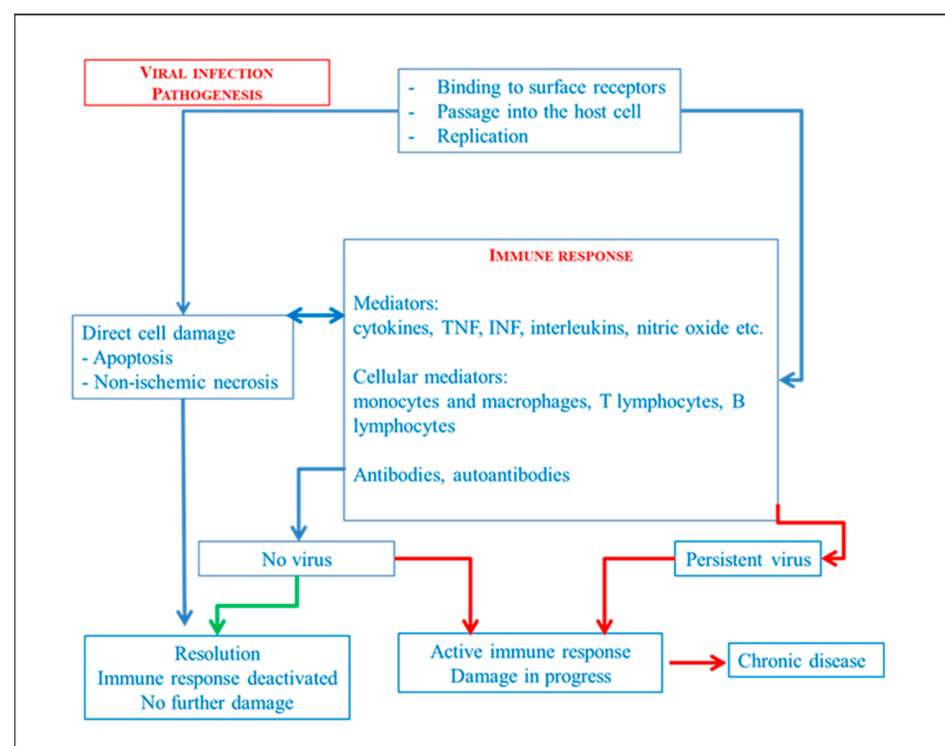 VIRAL INFECTION
PATHOGENESIS
- Binding to surface receptors
- Passage into the host cell
- Replication
IMMUNE RESPONSE
Mediators:
cytokines, TNF, INF, interleukins, nitric oxide etc.
Cellular mediators:
monocytes and macrophages, T lymphocytes, B
lymphocytes
Antibodies, autoantibodies
Direct cell damage
- Apoptosis
- Non-ischemic necrosis
No virus
Persistent virus
Resolution
Immune response deactivated
No further damage
Active immune response
Damage in progress
Chronic disease